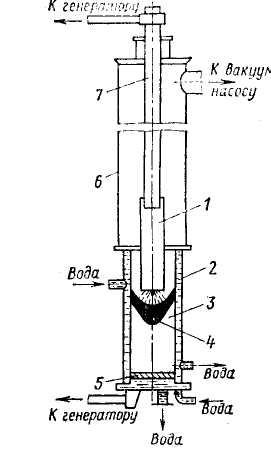 К генератору
7
К вакуум
насосу
6
1
Вода
2
3
4
5
Вода
К генератору
Вода
Вода